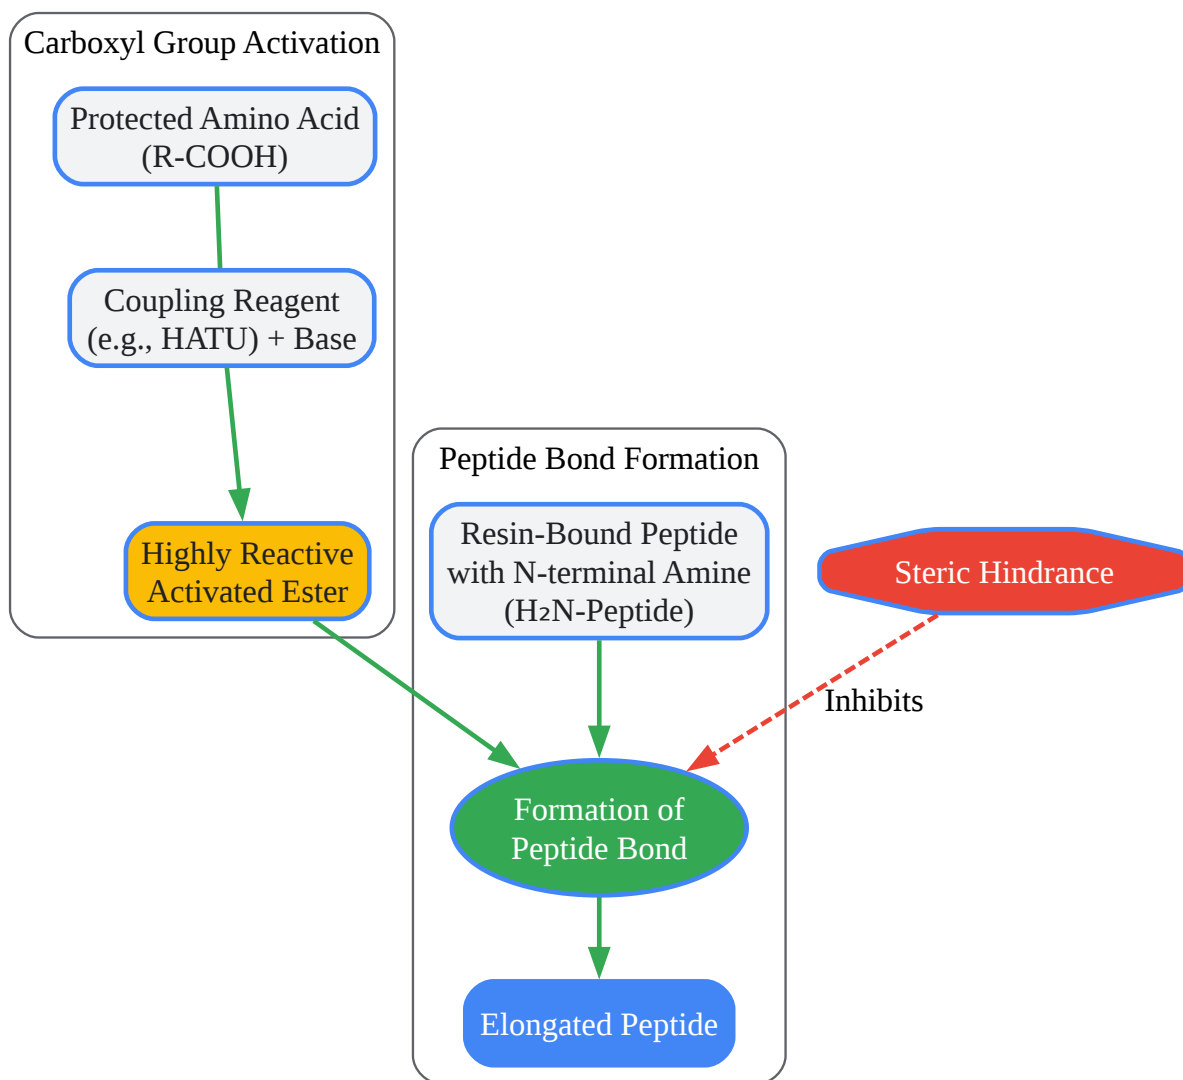 Carboxyl Group Activation
Protected Amino Acid
(R-COOH)
Coupling Reagent
(e.g., HATU) + Base
Highly Reactive
Activated Ester
Peptide Bond Formation
Resin-Bound Peptide
with N-terminal Amine
(H₂N-Peptide)
Steric Hindrance
Inhibits
Formation of
Peptide Bond
Elongated Peptide